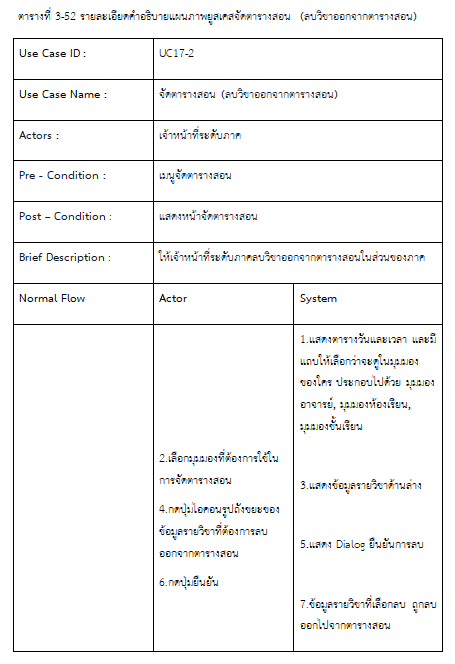 ตารางที่ 3-52 รายละเอียดคำอธิบายแผนภาพยูสเคสจัดตารางสอน (ลบวิชาออกจากตารางสอน)
Use Case ID :
UC17-2
Use Case Name :
จัดตารางสอน (ลบวิชาออกจากตารางสอน)
Actors :
เจ้าหน้าที่ระดับภาค
Pre - Condition :
เมนูจัดตารางสอน
Post – Condition :
แสดงหน้าจัดตารางสอน
Brief Description :
ให้เจ้าหน้าที่ระดับภาคลบวิชาออกจากตารางสอนในส่วนของภาค
Normal Flow
Actor
System
1.แสดงตารางวันและเวลา และมี
แถบให้เลือกว่าจะดูในมุมมอง
ของใคร ประกอบไปด้วย มุมมอง
อาจารย์, มุมมองห้องเรียน,
มุมมองชั้นเรียน
2.เลือกมุมมองที่ต้องการใช้ใน
การจัดตารางสอน
3.แสดงข้อมูลรายวิชาด้านล่าง
4.กดปุ่มไอคอนรูปถังขยะของ
ข้อมูลรายวิชาที่ต้องการลบ
ออกจากตารางสอน
5.แสดง Dialog ยืนยันการลบ
6.กดปุ่มยืนยัน
7.ข้อมูลรายวิชาที่เลือกลบ ถูกลบ
ออกไปจากตารางสอน